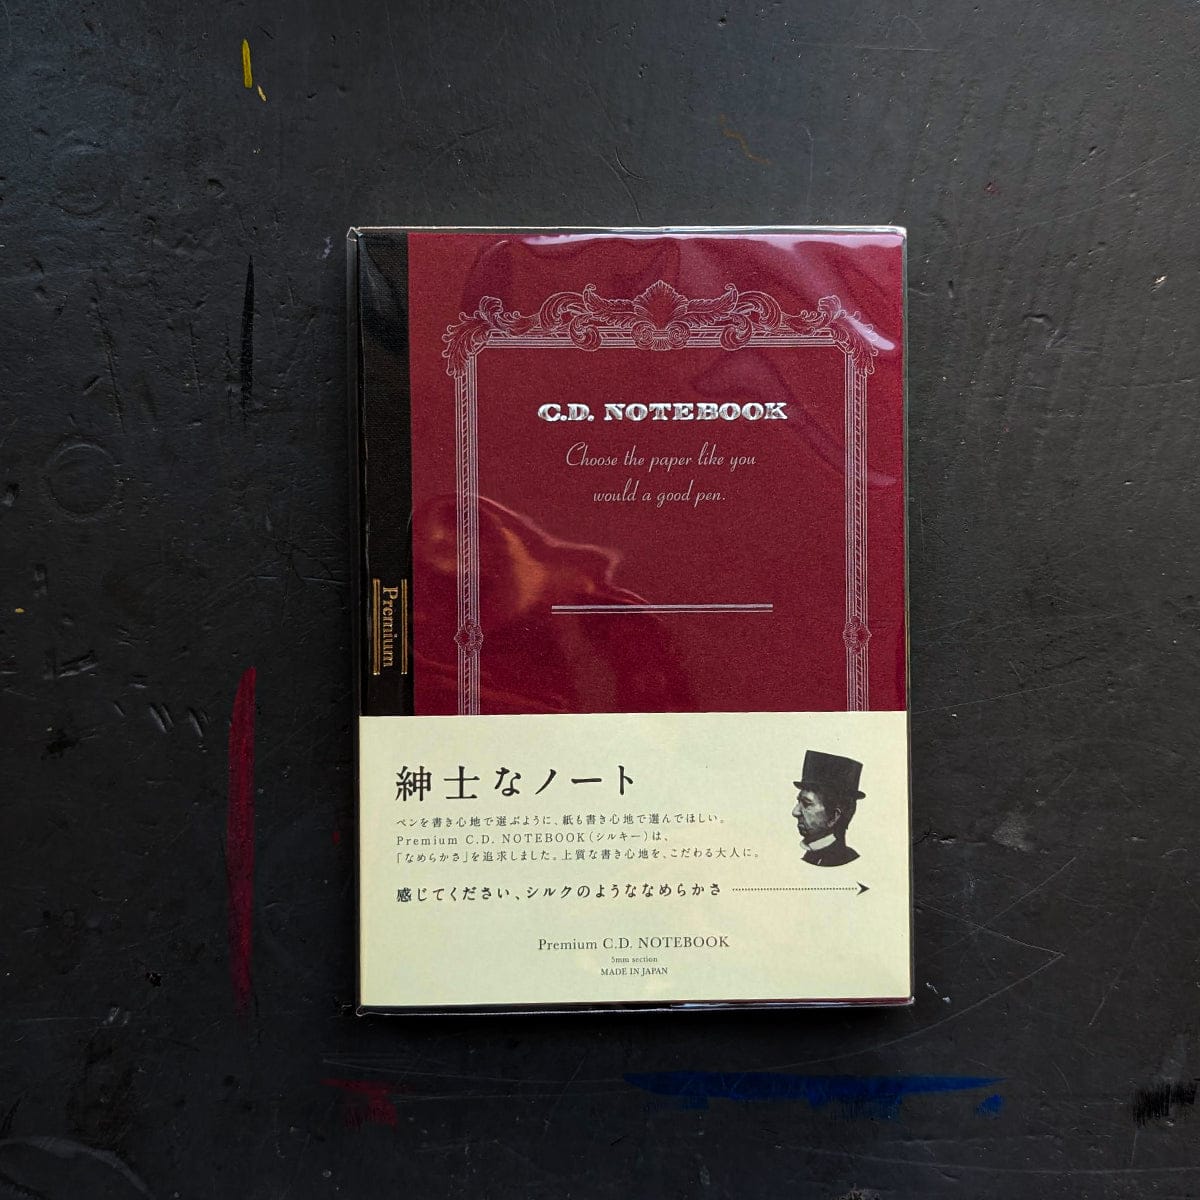 C.D. NOTEBOOK
Choose the paper like you
would a good pen.
Premium
紳士なノート
ペンを書き心地で選ぶように、紙も書き心地で選んでほしい。
Premium C.D. NOTEBOOK(シルキー)は、
「なめらかさ」を追求しました。上質な書き心地を、こだわる大人に。
感じてください、シルクのようななめらかさ
Premium C.D. NOTEBOOK
5mm section
MADE IN JAPAN